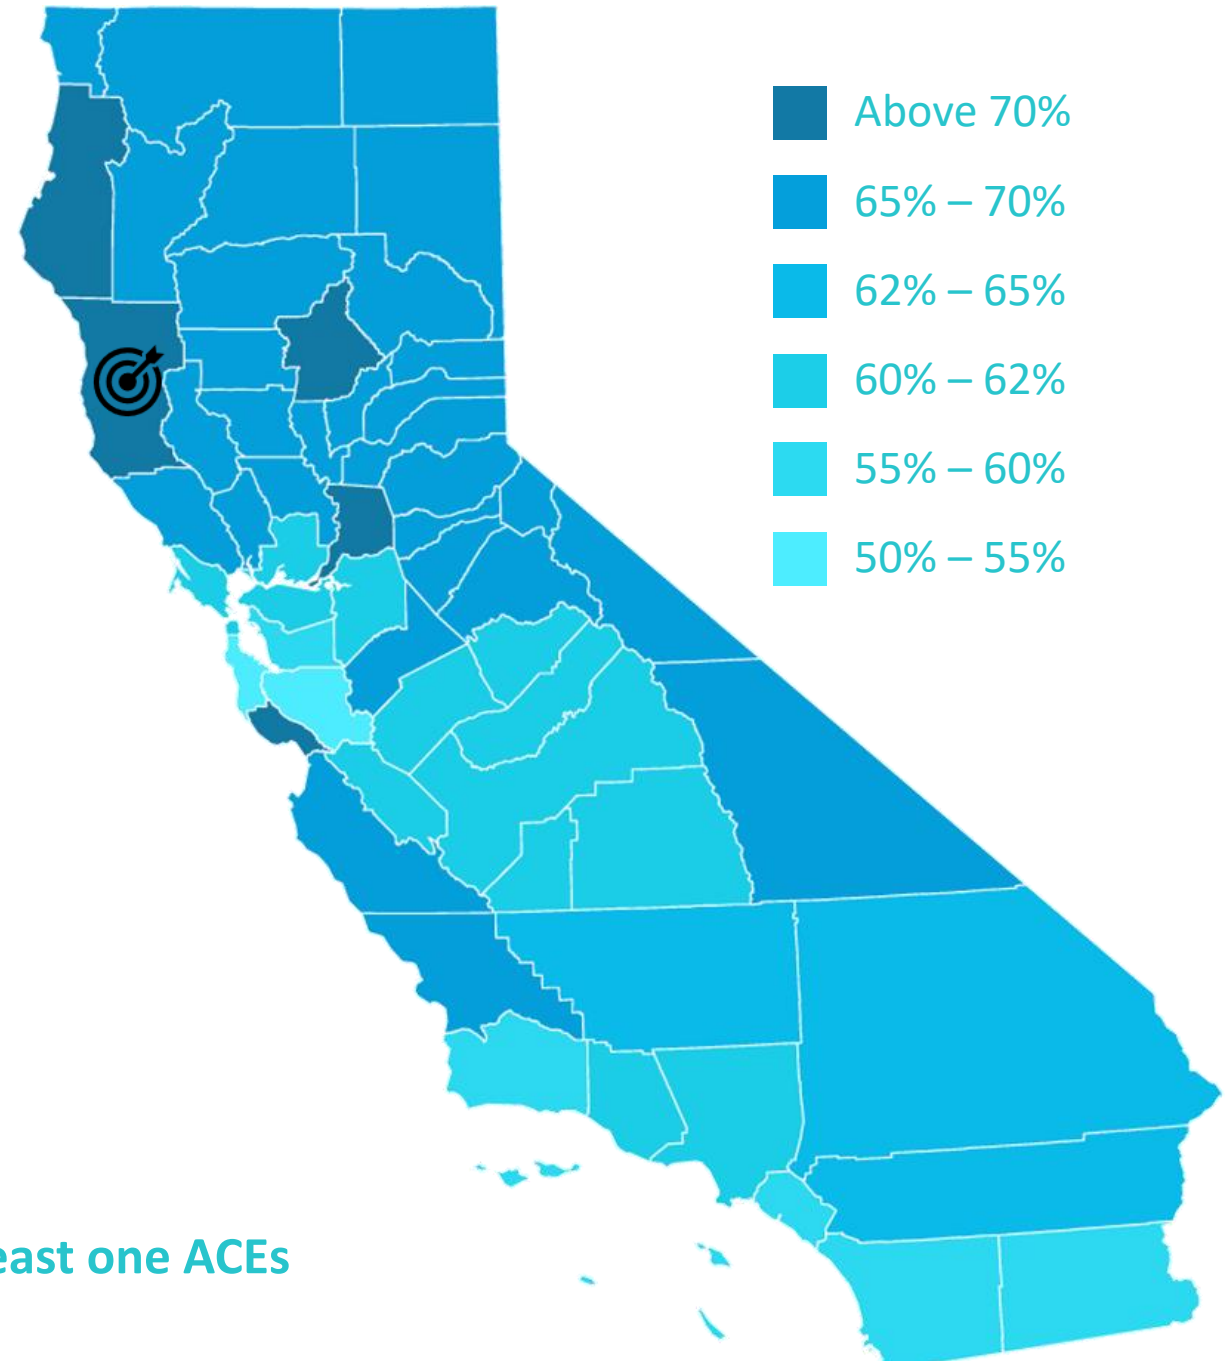 Above 70%
65% – 70%
62% – 65%
60% – 62%
55% – 60%
50% – 55%
east one ACEs